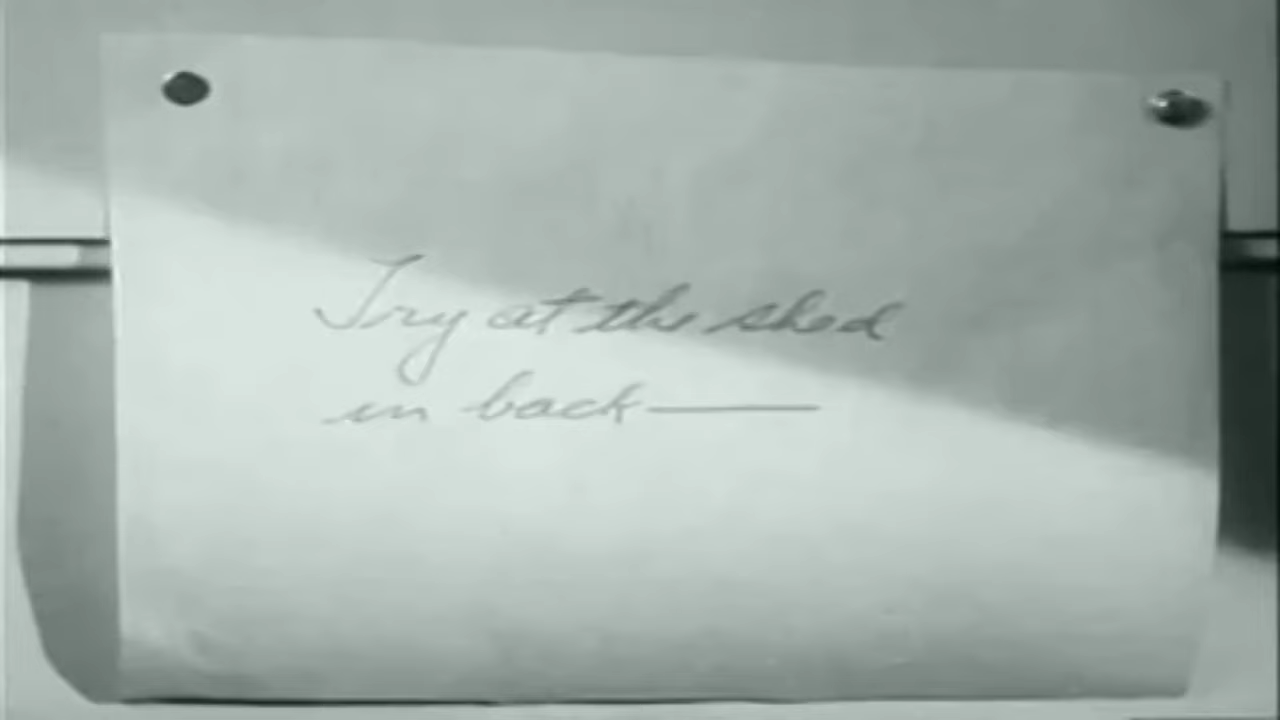 Try at the shed
in back——